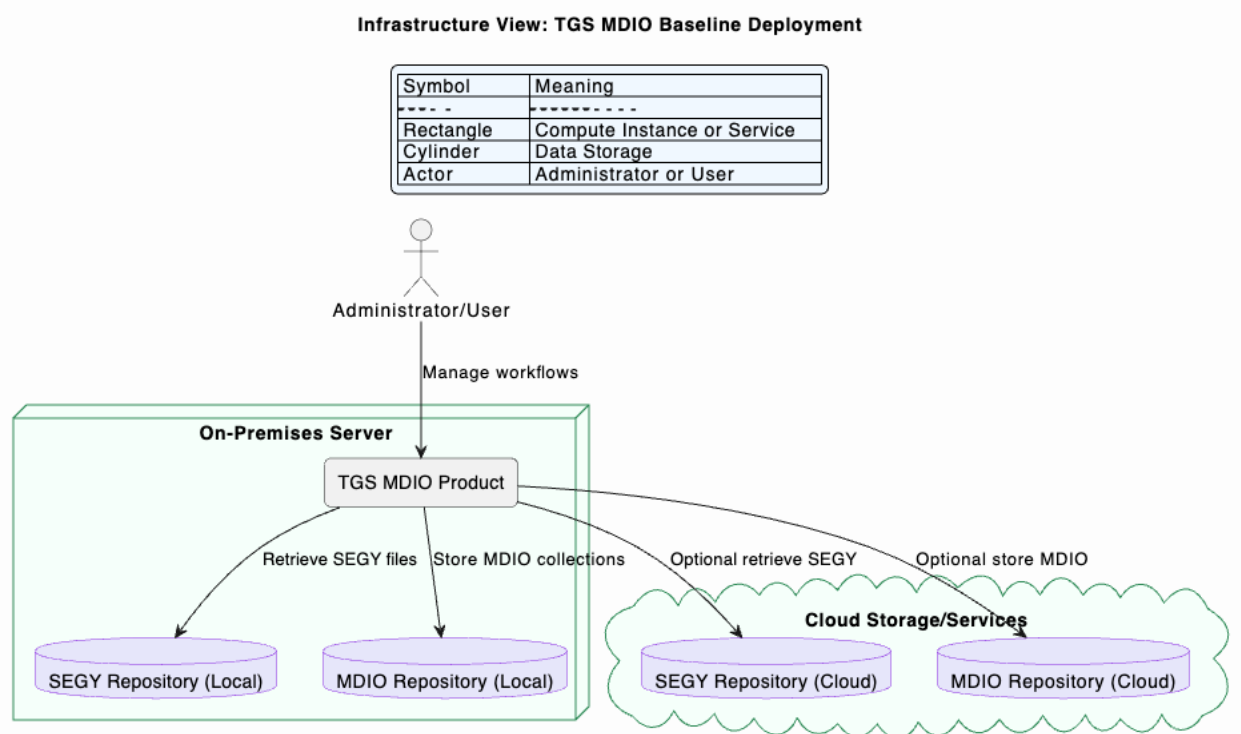 Infrastructure View: TGS MDIO Baseline Deployment
Symbol Meaning
----- ----------
Rectangle Compute Instance or Service
Cylinder Data Storage
Actor Administrator or User
Administrator/User
Manage workflows
On-Premises Server
TGS MDIO Product
Retrieve SEGY files Store MDIO collections Optional retrieve SEGY Optional store MDIO
Cloud Storage/Services
SEGY Repository (Local) MDIO Repository (Local) SEGY Repository (Cloud) MDIO Repository (Cloud)